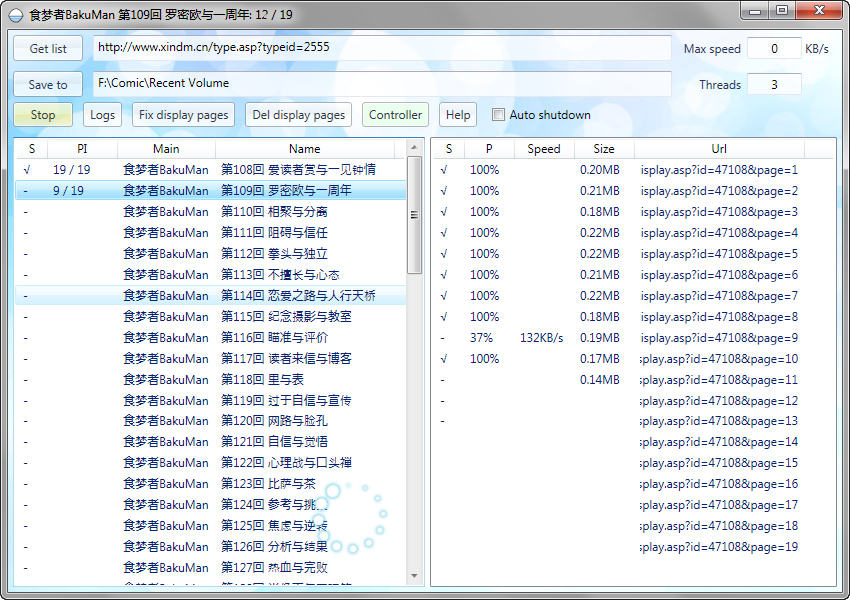 食梦者BakuMan 第109回 罗密欧与一周年: 12 / 19
Get list http://www.xindm.cn/type.asp?typeid=2555 Max speed 0 KB/s
Save to F:\Comic\Recent Volume Threads 3
Stop Logs Fix display pages Del display pages Controller Help Auto shutdown
S PI Main Name
√ 19 / 19 食梦者BakuMan 第108回 爱读者赏与一见钟情
- 9 / 19 食梦者BakuMan 第109回 罗密欧与一周年
- 食梦者BakuMan 第110回 相聚与分离
- 食梦者BakuMan 第111回 阻碍与信任
- 食梦者BakuMan 第112回 拳头与独立
- 食梦者BakuMan 第113回 不擅长与心态
- 食梦者BakuMan 第114回 恋爱之路与人行天桥
- 食梦者BakuMan 第115回 纪念摄影与教室
- 食梦者BakuMan 第116回 瞄准与评价
- 食梦者BakuMan 第117回 读者来信与博客
- 食梦者BakuMan 第118回 里与表
- 食梦者BakuMan 第119回 过于自信与宣传
- 食梦者BakuMan 第120回 网路与脸孔
- 食梦者BakuMan 第121回 自信与觉悟
- 食梦者BakuMan 第122回 心理战与口头禅
- 食梦者BakuMan 第123回 比萨与茶
- 食梦者BakuMan 第124回 参考与挑
- 食梦者BakuMan 第125回 焦虑与逆转
- 食梦者BakuMan 第126回 分析与结果
- 食梦者BakuMan 第127回 热血与完败
S P Speed Size Url
√ 100% 0.20MB isplay.asp?id=47108&page=1
√ 100% 0.21MB isplay.asp?id=47108&page=2
√ 100% 0.18MB isplay.asp?id=47108&page=3
√ 100% 0.22MB isplay.asp?id=47108&page=4
√ 100% 0.22MB isplay.asp?id=47108&page=5
√ 100% 0.21MB isplay.asp?id=47108&page=6
√ 100% 0.22MB isplay.asp?id=47108&page=7
√ 100% 0.18MB isplay.asp?id=47108&page=8
- 37% 132KB/s 0.19MB isplay.asp?id=47108&page=9
√ 100% 0.17MB splay.asp?id=47108&page=10
- 0.14MB splay.asp?id=47108&page=11
- splay.asp?id=47108&page=12
- splay.asp?id=47108&page=13
splay.asp?id=47108&page=14
splay.asp?id=47108&page=15
splay.asp?id=47108&page=16
splay.asp?id=47108&page=17
splay.asp?id=47108&page=18
splay.asp?id=47108&page=19